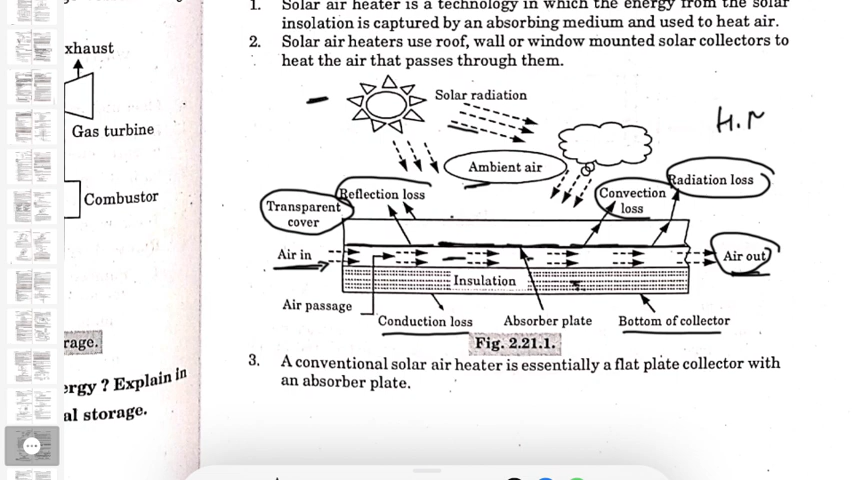 1. Solar air heater is a technology in which the energy from the solar
insolation is captured by an absorbing medium and used to heat air.
2. Solar air heaters use roof, wall or window mounted solar collectors to
heat the air that passes through them.
xhaust
Gas turbine
Combustor
Solar radiation
H.M
Ambient air
Reflection loss
Convection
loss
Radiation loss
Transparent
cover
Air in
Air out
Insulation
Air passage
Conduction loss
Absorber plate
Bottom of collector
Fig. 2.21.1.
rage.
3. A conventional solar air heater is essentially a flat plate collector with
an absorber plate.
ergy ? Explain in
al storage.